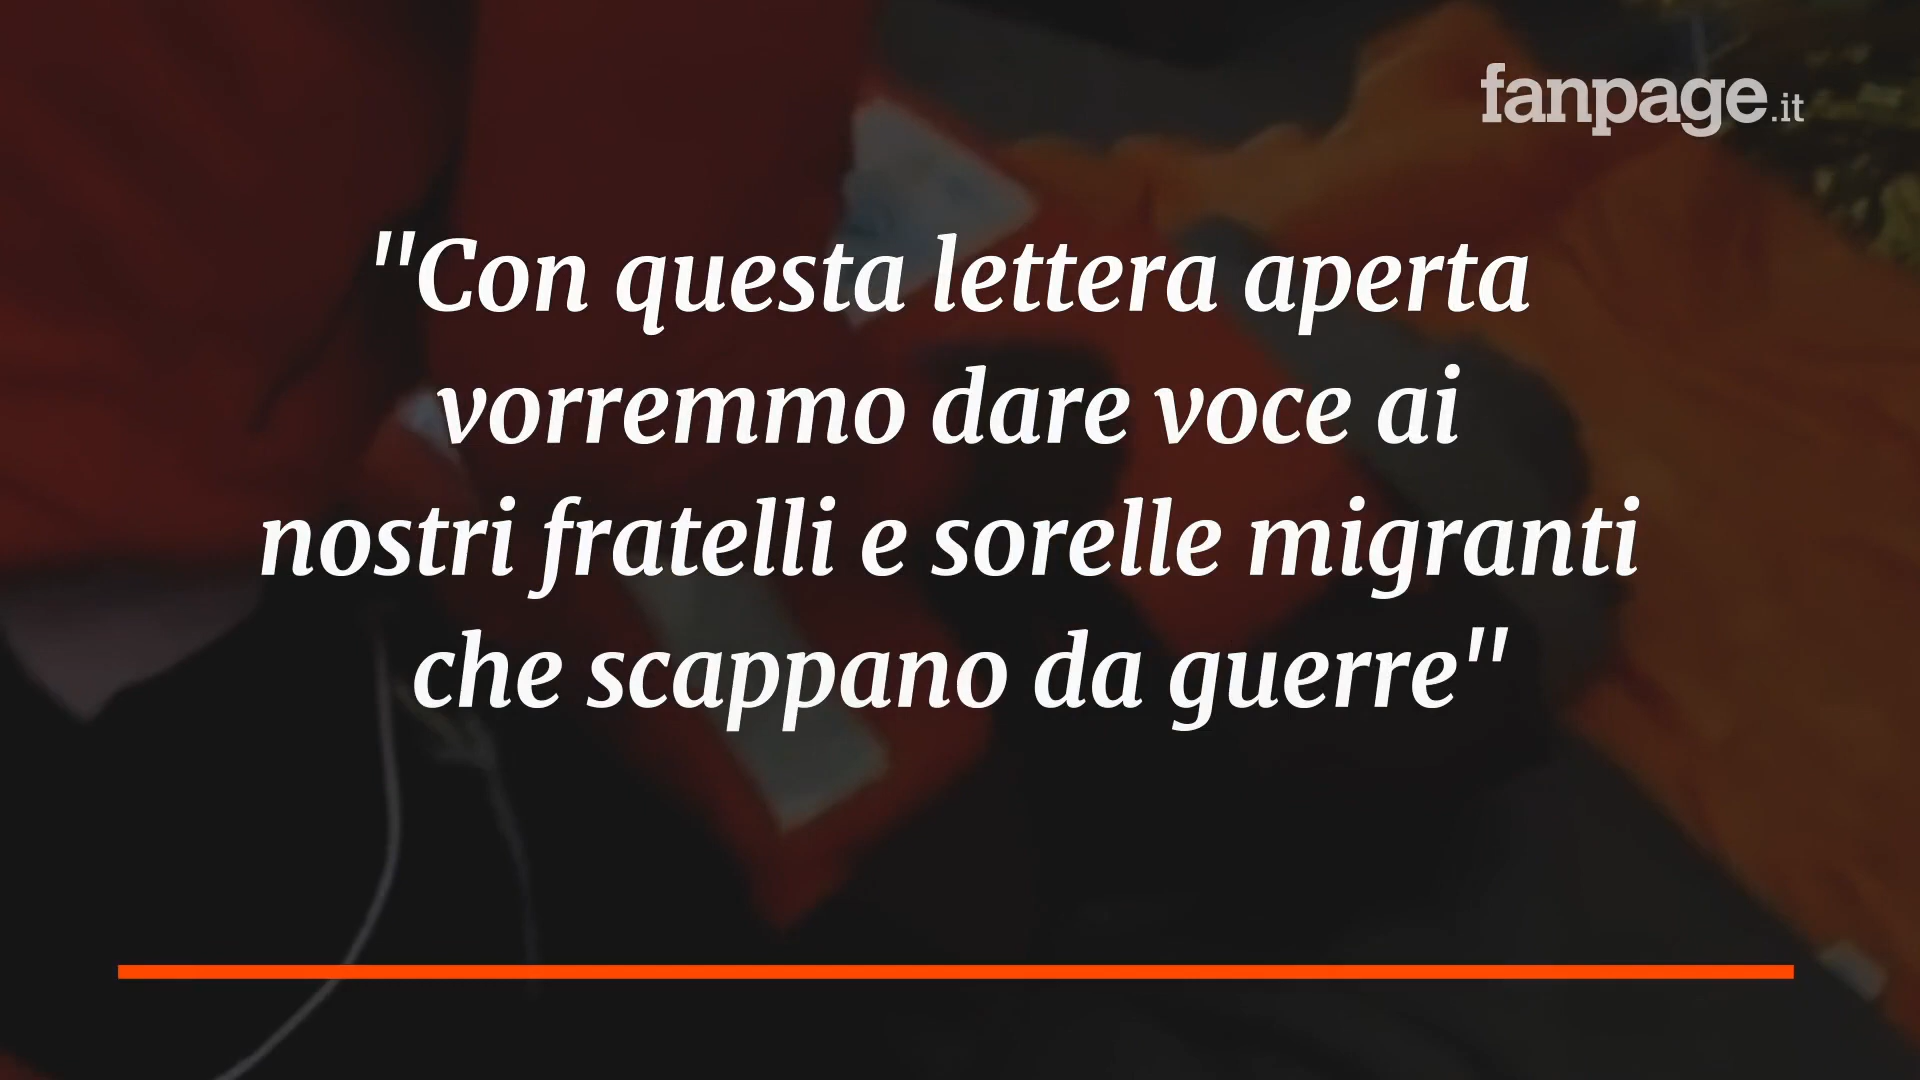 fanpage.it
"Con questa lettera aperta
vorremmo dare voce ai
nostri fratelli e sorelle migranti
che scappano da guerre"